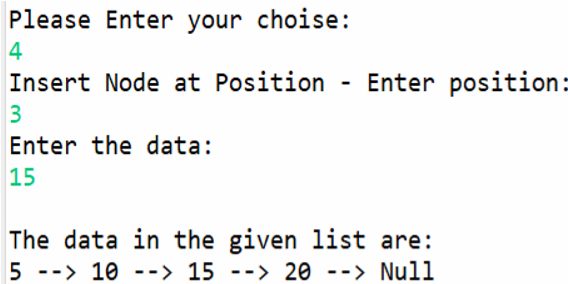 Please Enter your choise:
4
Insert Node at Position - Enter position:
3
Enter the data:
15
The data in the given list are:
5 --> 10 --> 15 --> 20 --> Null